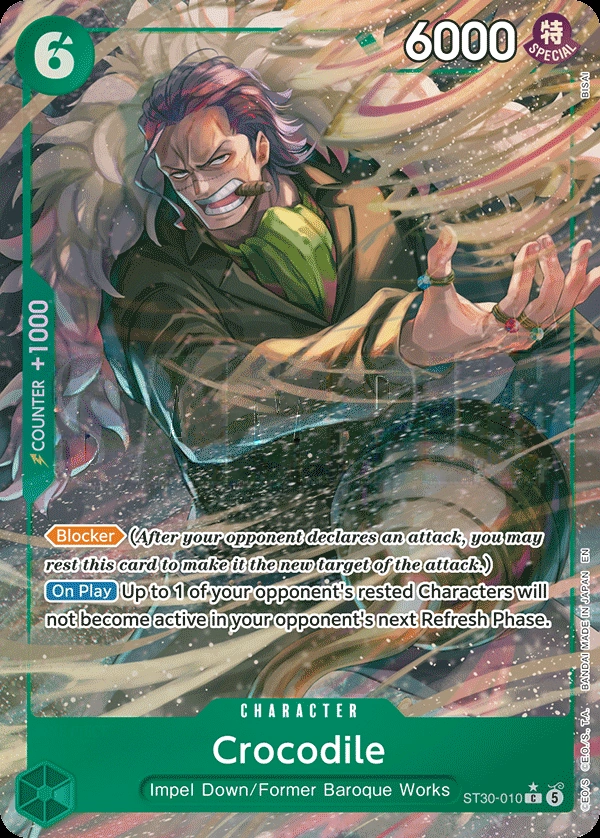 6
6000
特
SPECIAL
BISAI
COUNTER +1000
Blocker (After your opponent declares an attack, you may
rest this card to make it the new target of the attack.)
On Play Up to 1 of your opponent's rested Characters will
not become active in your opponent's next Refresh Phase.
©E.O./S. ©E.O./S., T.A. BANDAI MADE IN JAPAN EN
CHARACTER
Crocodile
Impel Down/Former Baroque Works
ST30-010 C 5